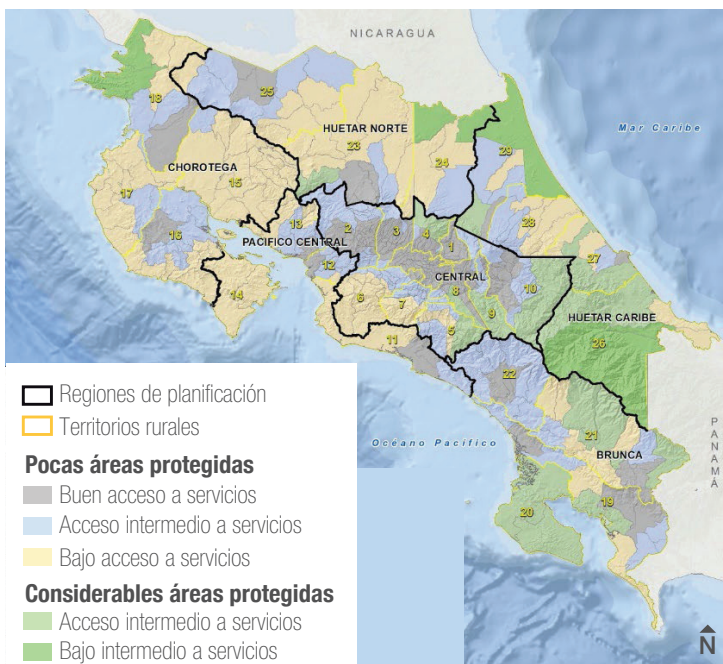 NICARAGUA
Mar Caribe
25
18
HUETAR NORTE
23
29
24
CHOROTEGA
15
17
28
13
2
3
4
1
16
PACIFICO CENTRAL
CENTRAL
27
12
10
14
6
7
8
9
HUETAR CARIBE
11
5
26
22
Oceano Pacífico
21
BRUNCA
PANAMÁ
20
19
Regiones de planificación
Territorios rurales
Pocas áreas protegidas
Buen acceso a servicios
Acceso intermedio a servicios
Bajo acceso a servicios
Considerables áreas protegidas
Acceso intermedio a servicios
Bajo intermedio a servicios
N